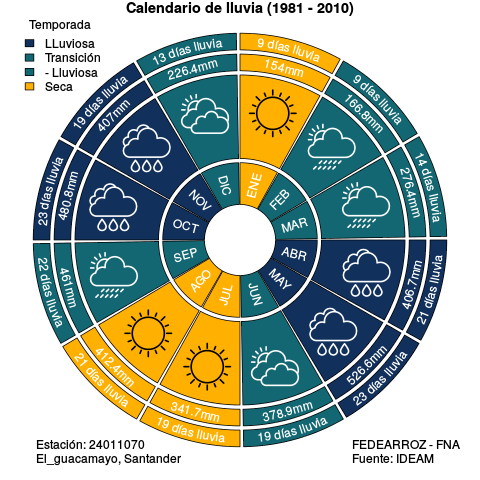 Calendario de lluvia (1981 - 2010)
Temporada
LLuviosa
Transición
- Lluviosa
Seca
9 días lluvia
154mm
ENE
9 días lluvia
166.8mm
FEB
14 días lluvia
276.4mm
MAR
21 días lluvia
406.7mm
ABR
23 días lluvia
526.6mm
MAY
19 días lluvia
378.9mm
JUN
19 días lluvia
341.7mm
JUL
21 días lluvia
412.4mm
AGO
22 días lluvia
461mm
SEP
23 días lluvia
480.8mm
OCT
19 días lluvia
407mm
NOV
13 días lluvia
226.4mm
DIC
Estación: 24011070
El_guacamayo, Santander
FEDEARROZ - FNA
Fuente: IDEAM